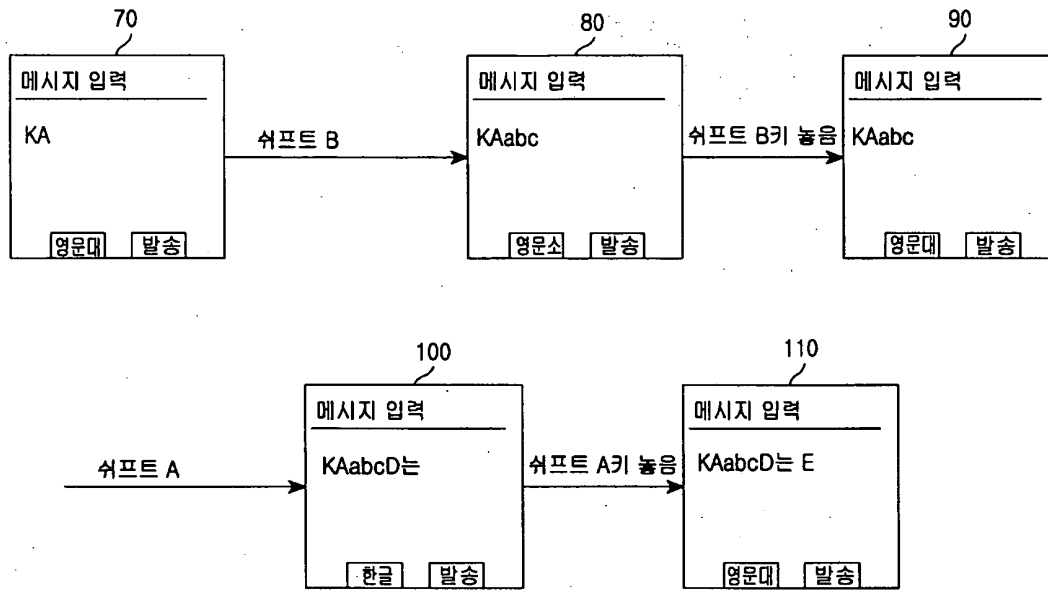 70
80
90
메시지 입력
KA
영문대 발송
쉬프트 B
메시지 입력
KAabc
영문소 발송
쉬프트 B키 놓음
메시지 입력
KAabc
영문대 발송
100
110
쉬프트 A
메시지 입력
KAabcD는
한글 발송
쉬프트 A키 놓음
메시지 입력
KAabcD는 E
영문대 발송